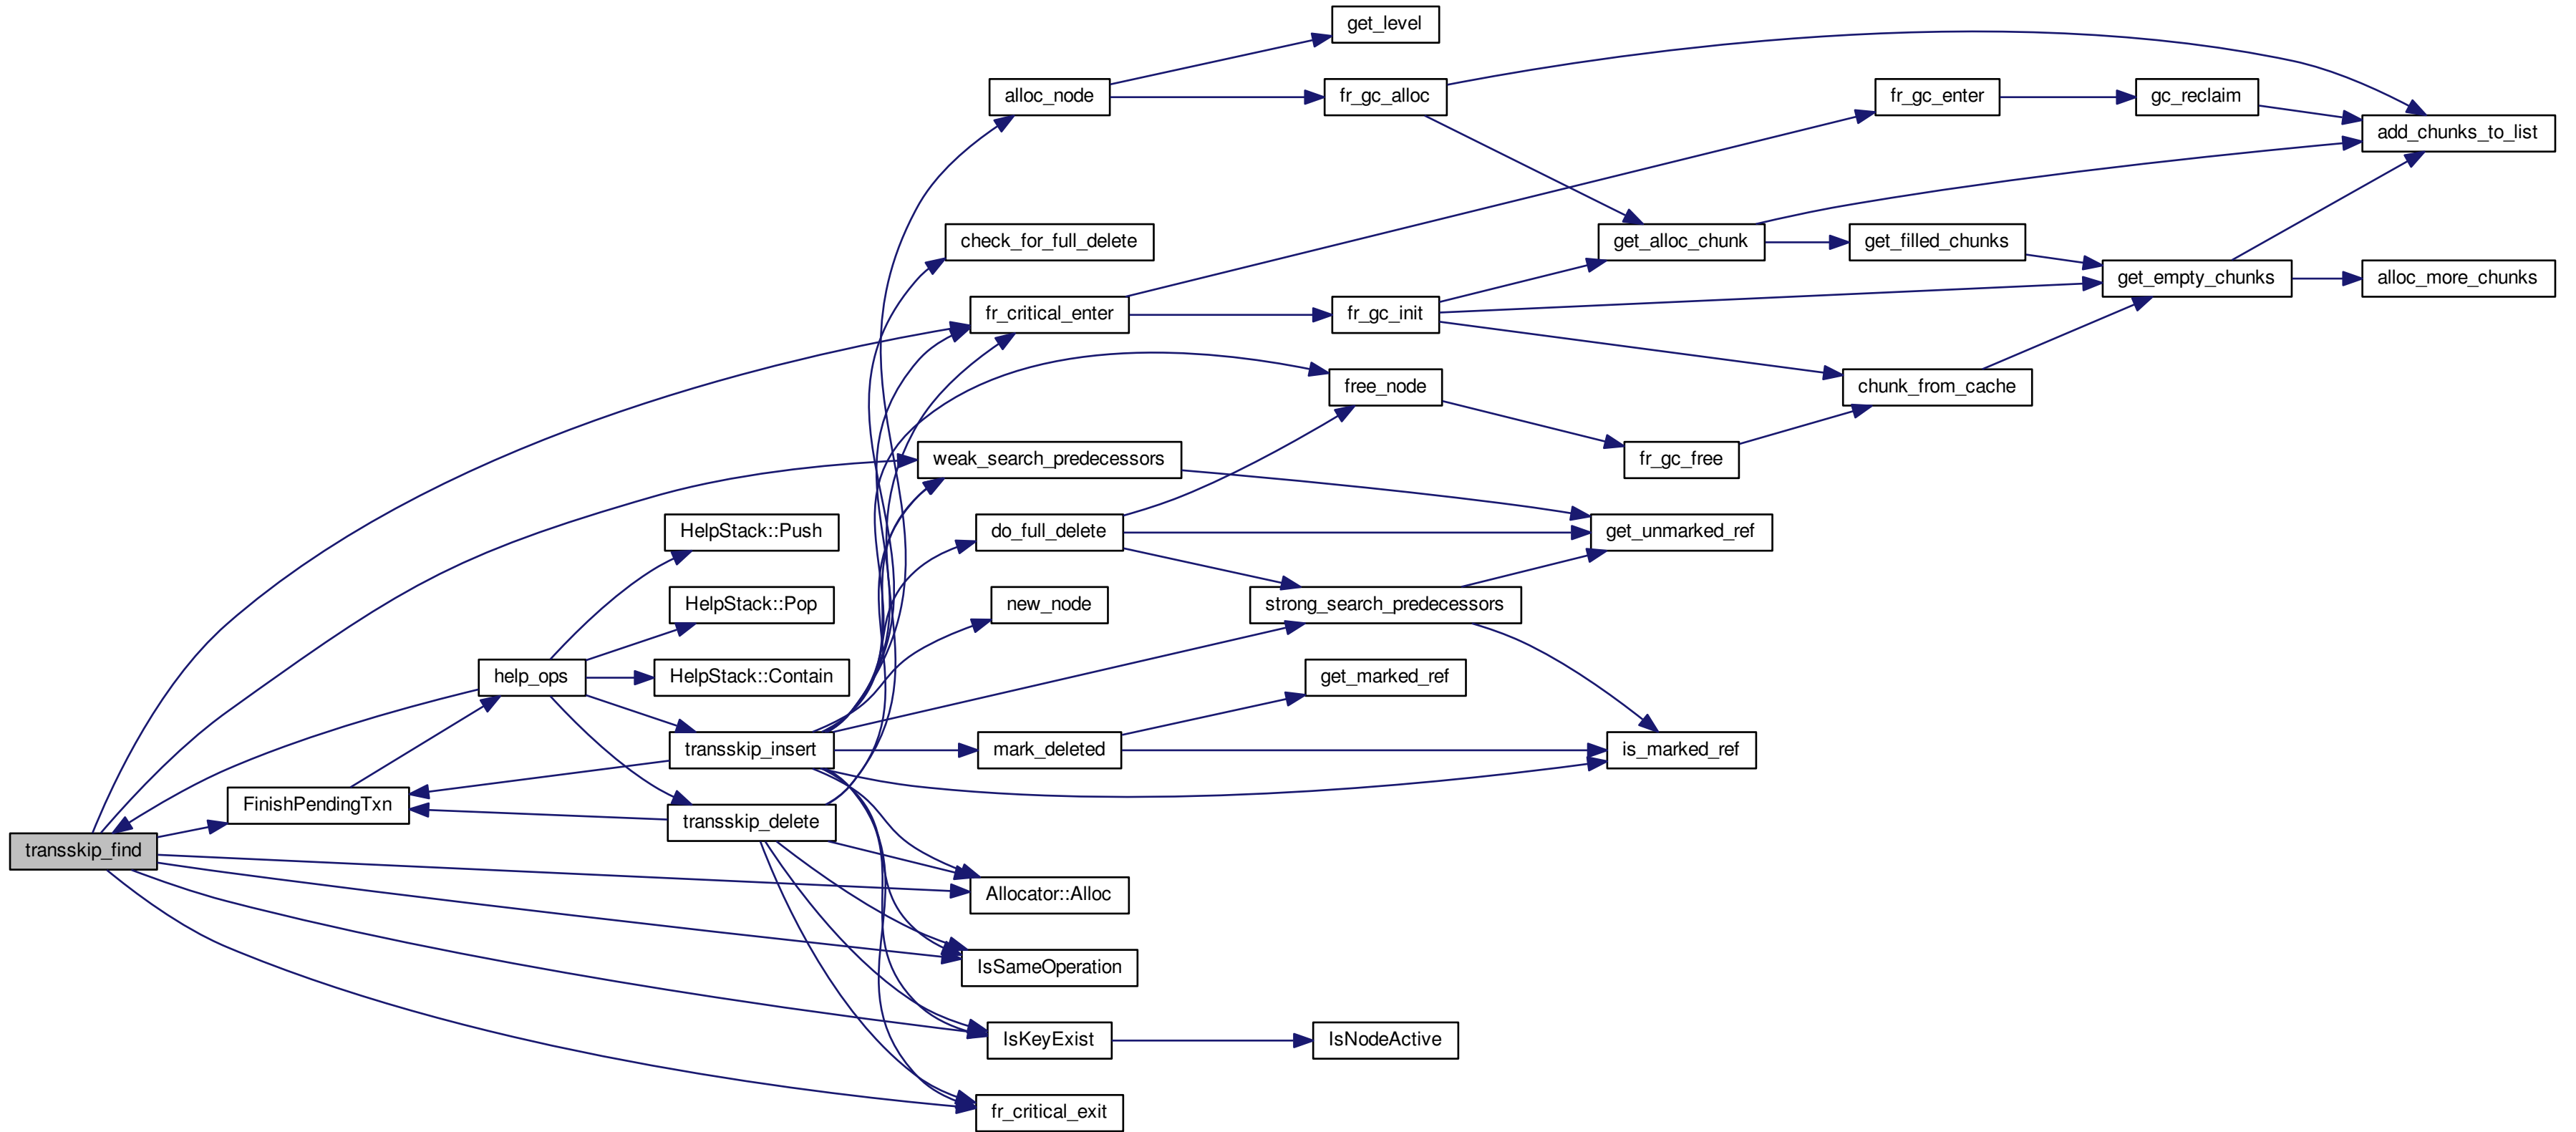 get_level
alloc_node
fr_gc_alloc
fr_gc_enter
gc_reclaim
add_chunks_to_list
check_for_full_delete
get_alloc_chunk
get_filled_chunks
get_empty_chunks
alloc_more_chunks
fr_critical_enter
fr_gc_init
free_node
chunk_from_cache
weak_search_predecessors
fr_gc_free
HelpStack::Push
do_full_delete
get_unmarked_ref
HelpStack::Pop
new_node
strong_search_predecessors
help_ops
HelpStack::Contain
get_marked_ref
transskip_insert
mark_deleted
is_marked_ref
FinishPendingTxn
transskip_delete
transskip_find
Allocator::Alloc
IsSameOperation
IsKeyExist
IsNodeActive
fr_critical_exit